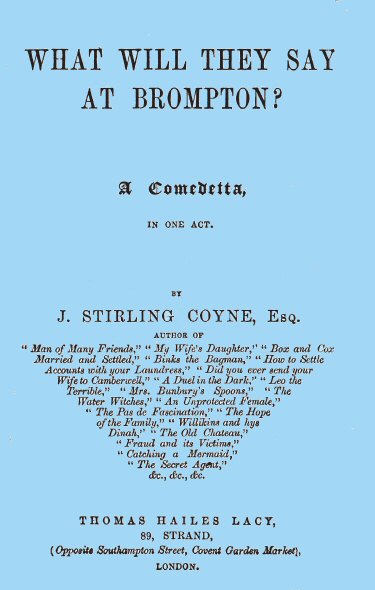 WHAT WILL THEY SAY
AT BROMPTON?
A Comedetta,
IN ONE ACT.
BY
J. STIRLING COYNE, ESQ.
AUTHOR OF
"Man of Many Friends," "My Wife's Daughter," "Box and Cox
Married and Settled," "Binks the Bagman," "How to Settle
Accounts with your Laundress," "Did you ever send your
Wife to Camberwell," "A Duel in the Dark," "Leo the
Terrible," "Mrs. Bunbury's Spoons," "The
Water Witches," "An Unprotected Female,"
"The Pas de Fascination," "The Hope
of the Family," "Willikins and hys
Dinah," "The Old Chateau,"
"Fraud and its Victims,"
"Catching a Mermaid,"
"The Secret Agent,"
&c., &c., &c.
THOMAS HAILES LACY,
89, STRAND,
(Opposite Southampton Street, Covent Garden Market),
LONDON.